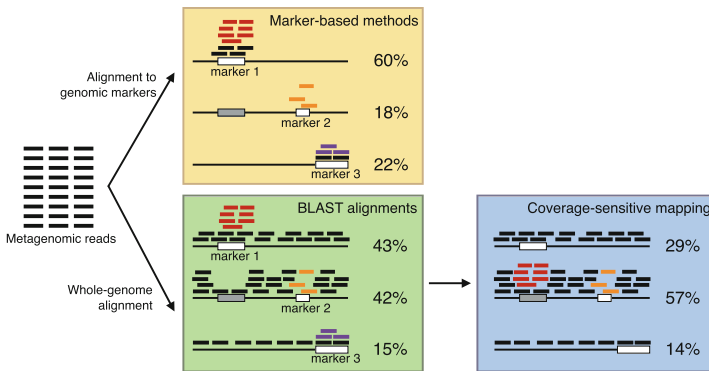 Marker-based methods
marker 1
60%
Alignment to
genomic markers
marker 2
18%
marker 3
22%
Metagenomic reads
BLAST alignments
marker 1
43%
Whole-genome
alignment
marker 2
42%
marker 3
15%
Coverage-sensitive mapping
29%
57%
14%